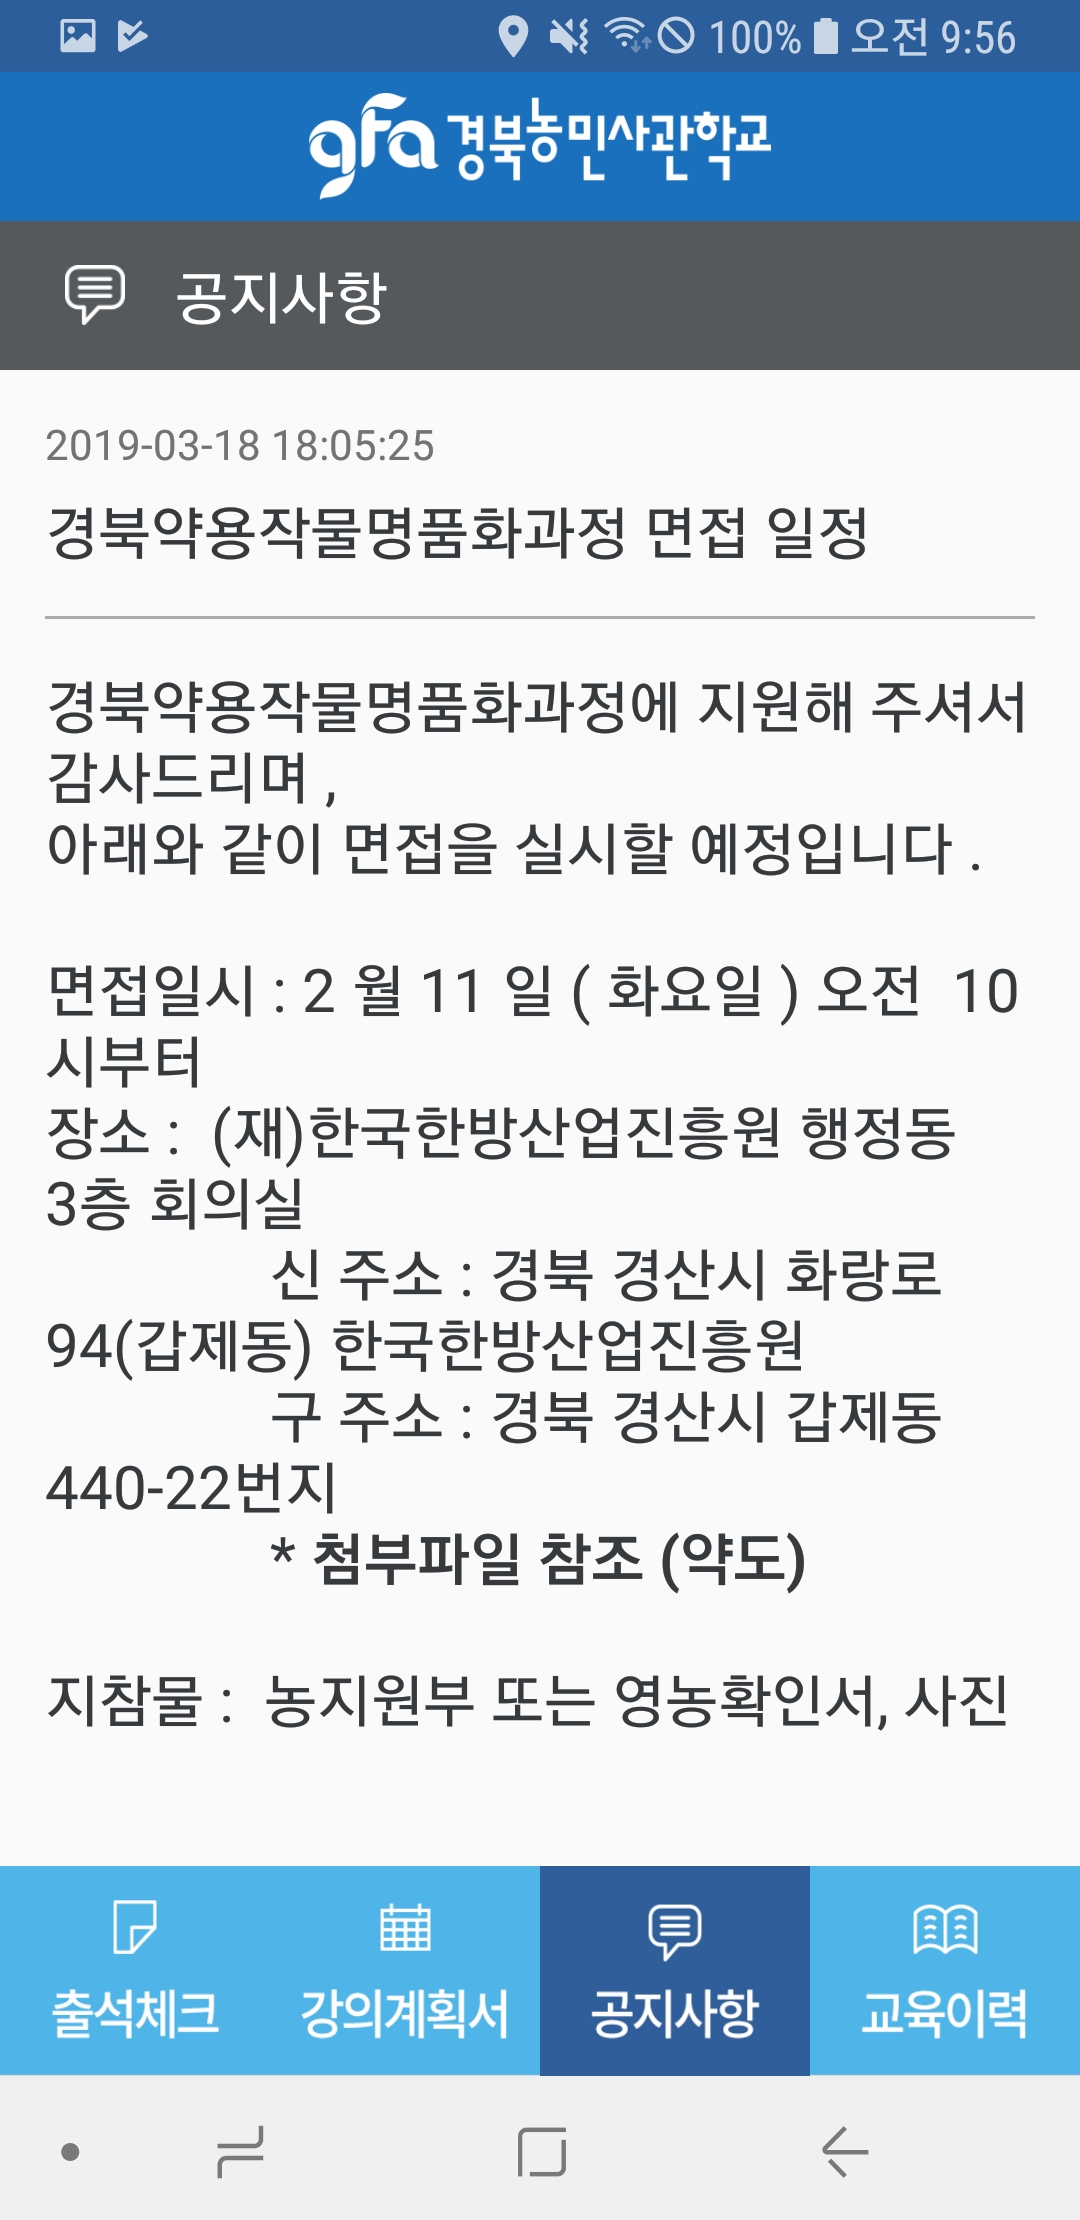 100% 오전 9:56
gfa 경북농민사관학교
공지사항
2019-03-18 18:05:25
경북약용작물명품화과정 면접 일정
경북약용작물명품화과정에 지원해 주셔서
감사드리며 ,
아래와 같이 면접을 실시할 예정입니다 .
면접일시 : 2 월 11 일 ( 화요일 ) 오전  10
시부터
장소 :  (재)한국한방산업진흥원 행정동
3층 회의실
신 주소 : 경북 경산시 화랑로
94(갑제동) 한국한방산업진흥원
구 주소 : 경북 경산시 갑제동
440-22번지
* 첨부파일 참조 (약도)
지참물 :  농지원부 또는 영농확인서, 사진
출석체크 강의계획서 공지사항 교육이력